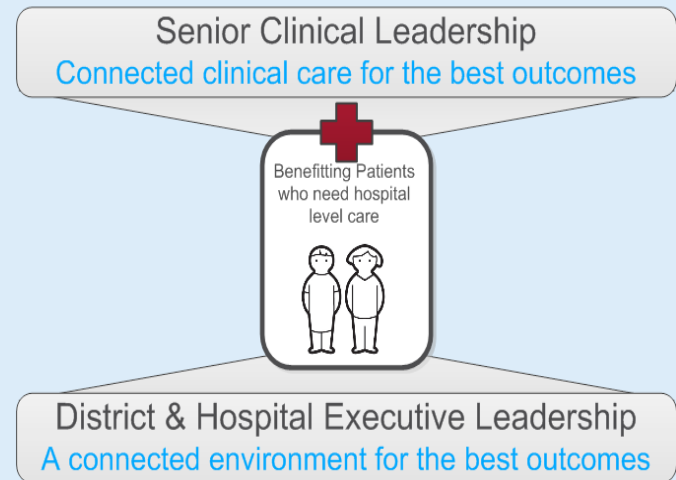 Senior Clinical Leadership
Connected clinical care for the best outcomes
Benefitting Patients
who need hospital
level care
District & Hospital Executive Leadership
A connected environment for the best outcomes